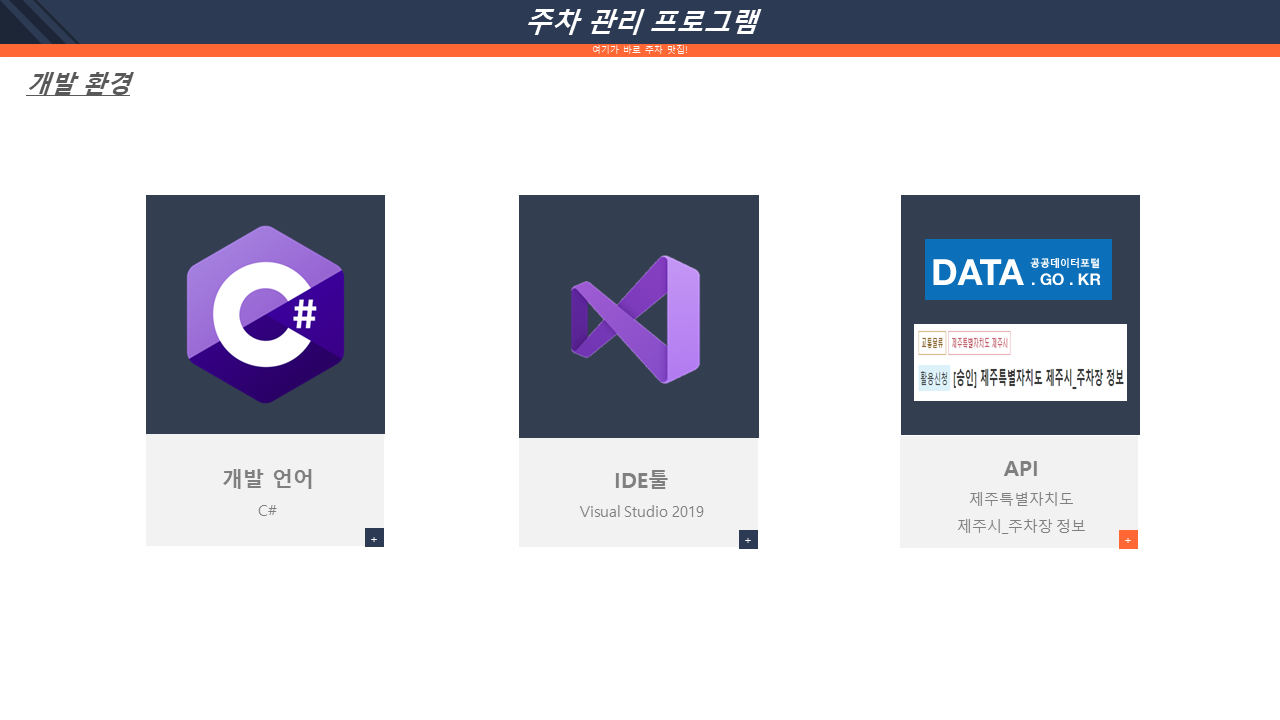 주차 관리 프로그램
여기가 바로 주차 맛집!
개발 환경
C#
개발 언어
C#
+
IDE툴
Visual Studio 2019
+
DATA 공공데이터포털
. GO . KR
교통물류 제주특별자치도 제주시
활용신청 [승인] 제주특별자치도 제주시_주차장 정보
API
제주특별자치도
제주시_주차장 정보
+